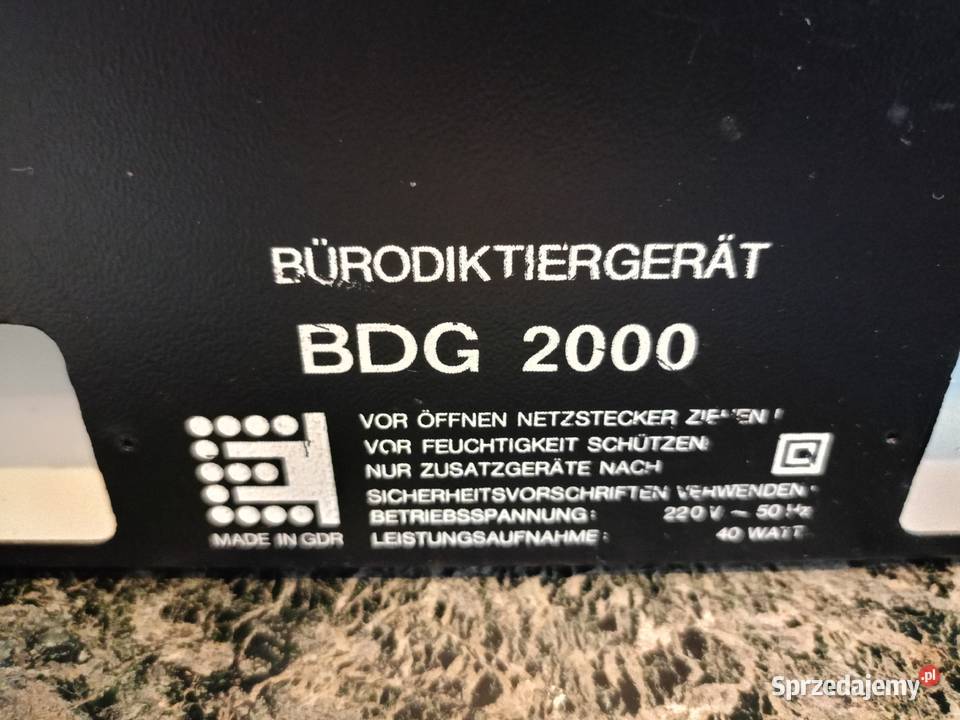 BÜRODIKTIERGERÄT
BDG 2000
VOR ÖFFNEN NETZSTECKER ZIEHEN !
VOR FEUCHTIGKEIT SCHÜTZEN
NUR ZUSATZGERÄTE NACH
SICHERHEITSVORSCHRIFTEN VERWENDEN
BETRIEBSSPANNUNG: 220 V ~ 50 Hz
LEISTUNGSAUFNAHME: 40 WATT
MADE IN GDR
Sprzedajemy.pl